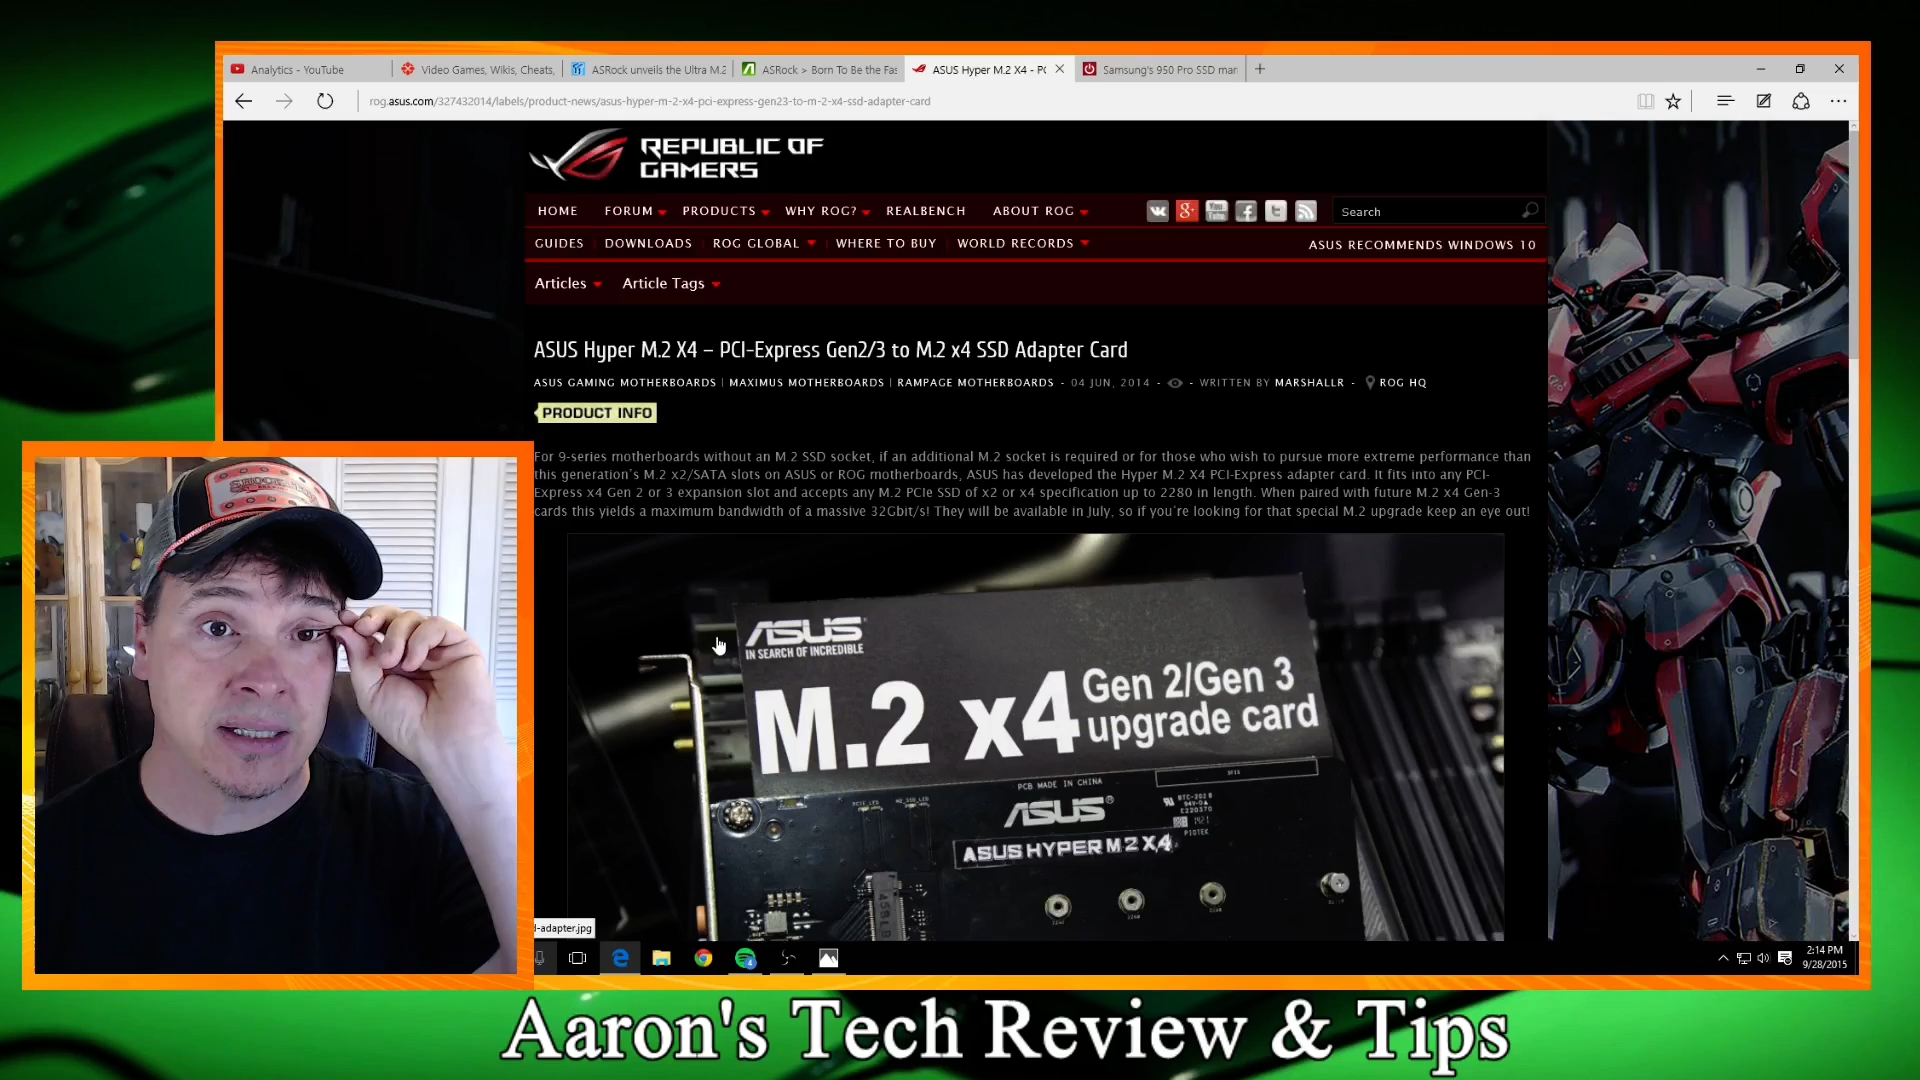 Analytics - YouTube
Video Games, Wikis, Cheats,
ASRock unveils the Ultra M.2
ASRock > Born To Be the Fas
ASUS Hyper M.2 X4 - PC
Samsung's 950 Pro SSD mar
rog.asus.com/327432014/labels/product-news/asus-hyper-m-2-x4-pci-express-gen23-to-m-2-x4-ssd-adapter-card
REPUBLIC OF
GAMERS
HOME FORUM PRODUCTS WHY ROG? REALBENCH ABOUT ROG
Search
GUIDES DOWNLOADS ROG GLOBAL WHERE TO BUY WORLD RECORDS
ASUS RECOMMENDS WINDOWS 10
Articles Article Tags
ASUS Hyper M.2 X4 – PCI-Express Gen2/3 to M.2 x4 SSD Adapter Card
ASUS GAMING MOTHERBOARDS | MAXIMUS MOTHERBOARDS | RAMPAGE MOTHERBOARDS - 04 JUN, 2014 - - WRITTEN BY MARSHALLR - ROG HQ
PRODUCT INFO
For 9-series motherboards without an M.2 SSD socket, if an additional M.2 socket is required or for those who wish to pursue more extreme performance than
this generation's M.2 x2/SATA slots on ASUS or ROG motherboards, ASUS has developed the Hyper M.2 X4 PCI-Express adapter card. It fits into any PCI-
Express x4 Gen 2 or 3 expansion slot and accepts any M.2 PCIe SSD of x2 or x4 specification up to 2280 in length. When paired with future M.2 x4 Gen-3
cards this yields a maximum bandwidth of a massive 32Gbit/s! They will be available in July, so if you're looking for that special M.2 upgrade keep an eye out!
ASUS
IN SEARCH OF INCREDIBLE
M.2 x4 Gen 2/Gen 3
upgrade card
PCB MADE IN CHINA
ASUS®
ASUS HYPER M.2 X4
d-adapter.jpg
2:14 PM
9/28/2015
Aaron's Tech Review & Tips